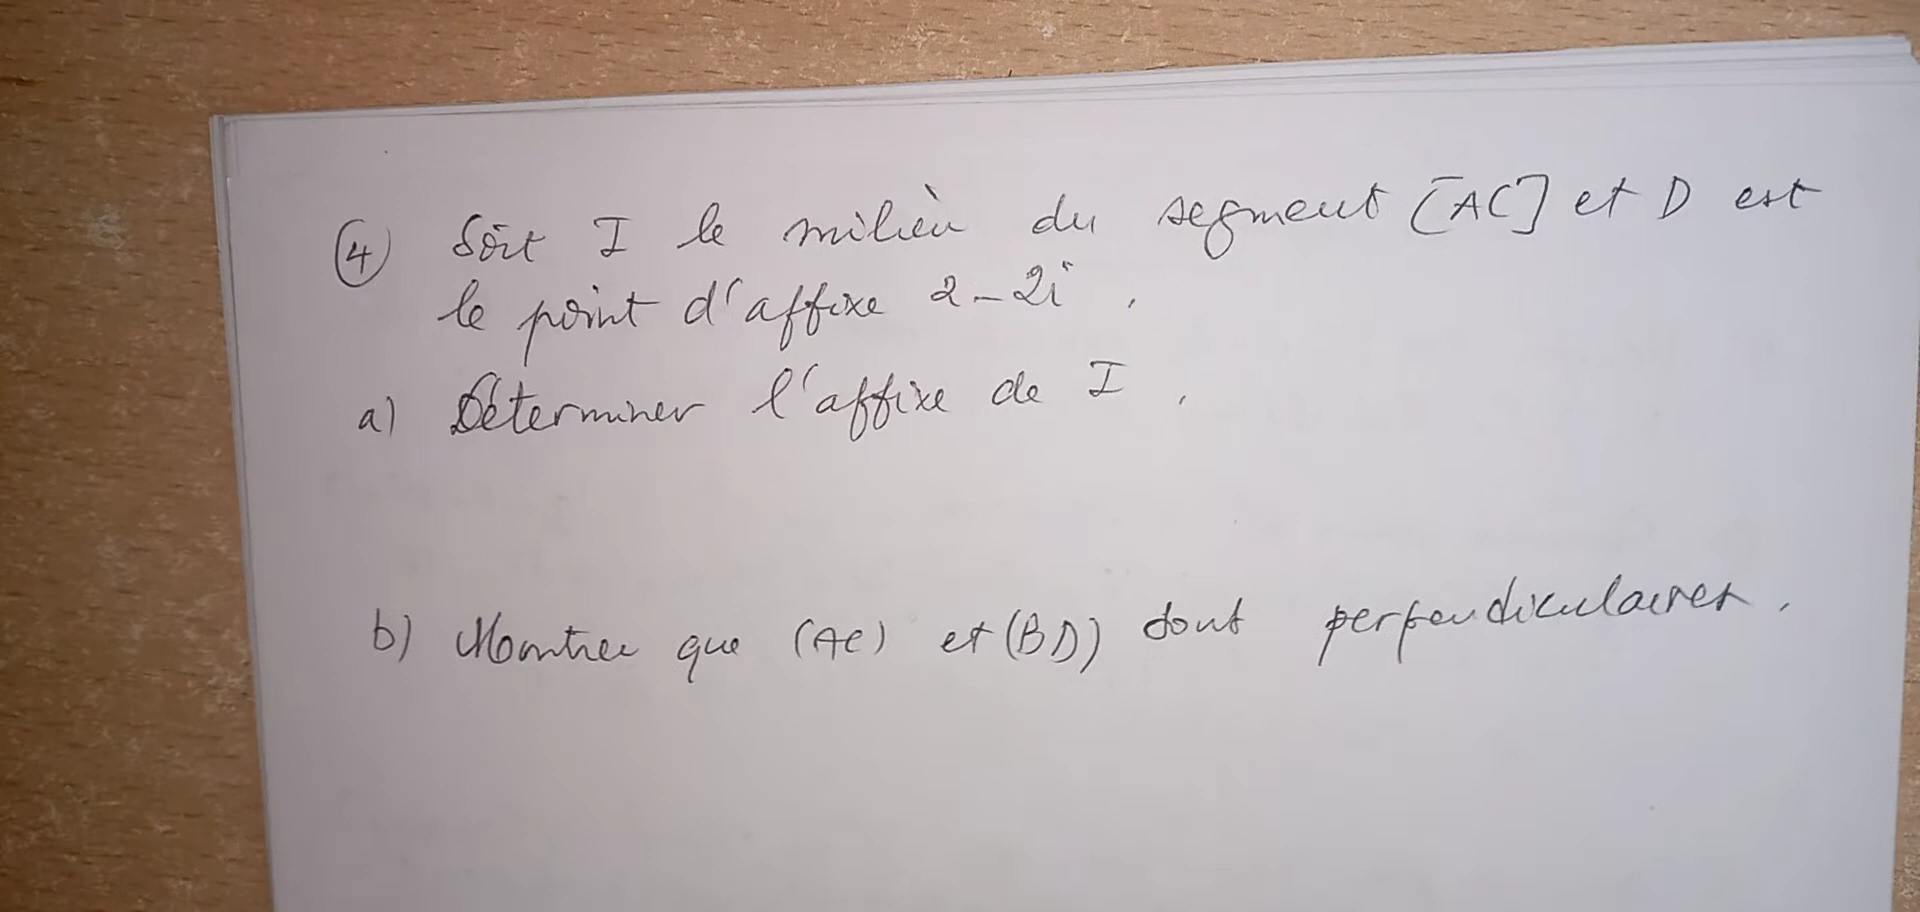 ④ Soit I le milieu du segment [AC] et D est
le point d'affixe 2-2i.
a) Déterminer l'affixe de I.
b) Montrer que (AC) et (BD) sont perpendiculaires.